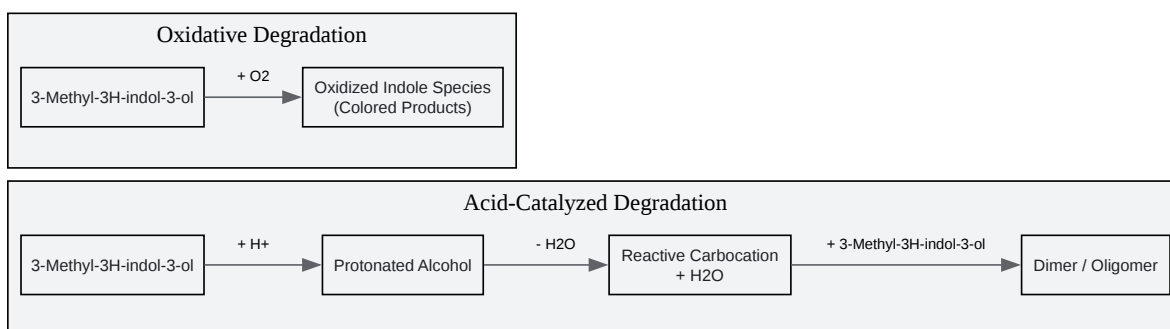 Oxidative Degradation
3-Methyl-3H-indol-3-ol
+ O2
Oxidized Indole Species
(Colored Products)
Acid-Catalyzed Degradation
3-Methyl-3H-indol-3-ol
+ H+
Protonated Alcohol
- H2O
Reactive Carbocation
+ H2O
+ 3-Methyl-3H-indol-3-ol
Dimer / Oligomer